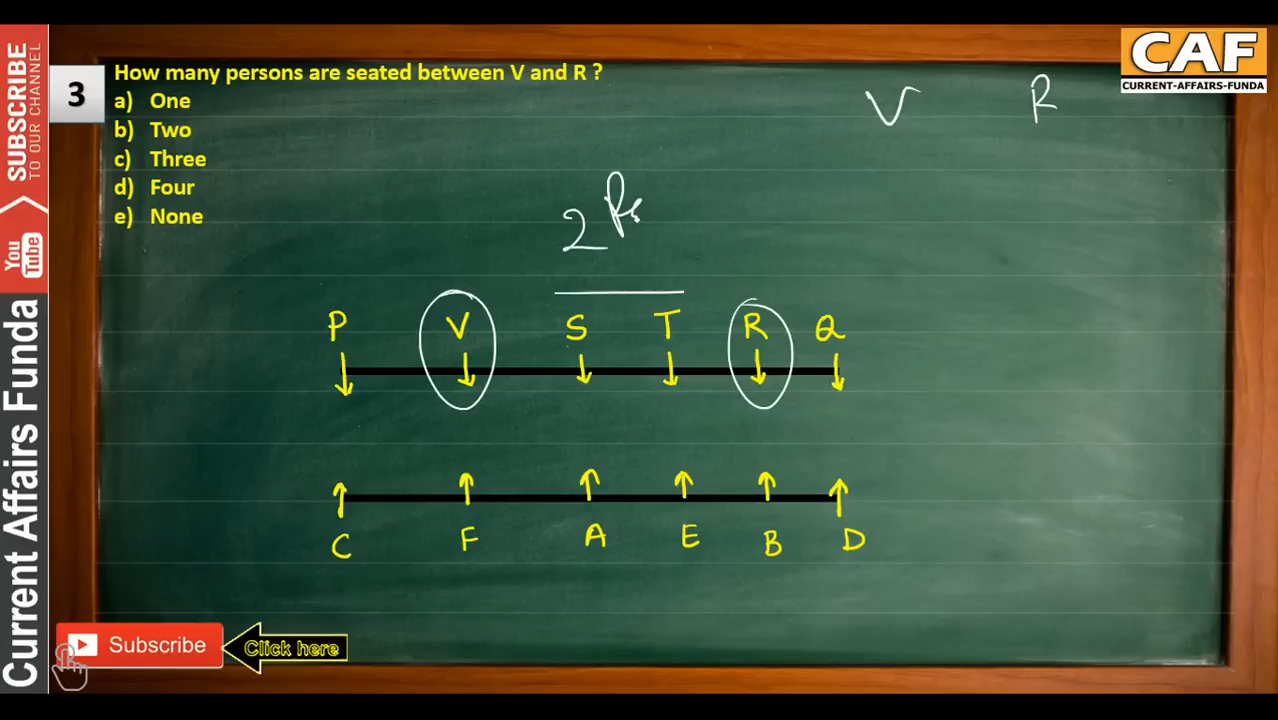 SUBSCRIBE
TO OUR CHANNEL
You
Tube
Current Affairs Funda
3
How many persons are seated between V and R ?
a) One
b) Two
c) Three
d) Four
e) None
CAF
CURRENT-AFFAIRS-FUNDA
V R
2
P V S T R Q
C F A E B D
Subscribe
Click here